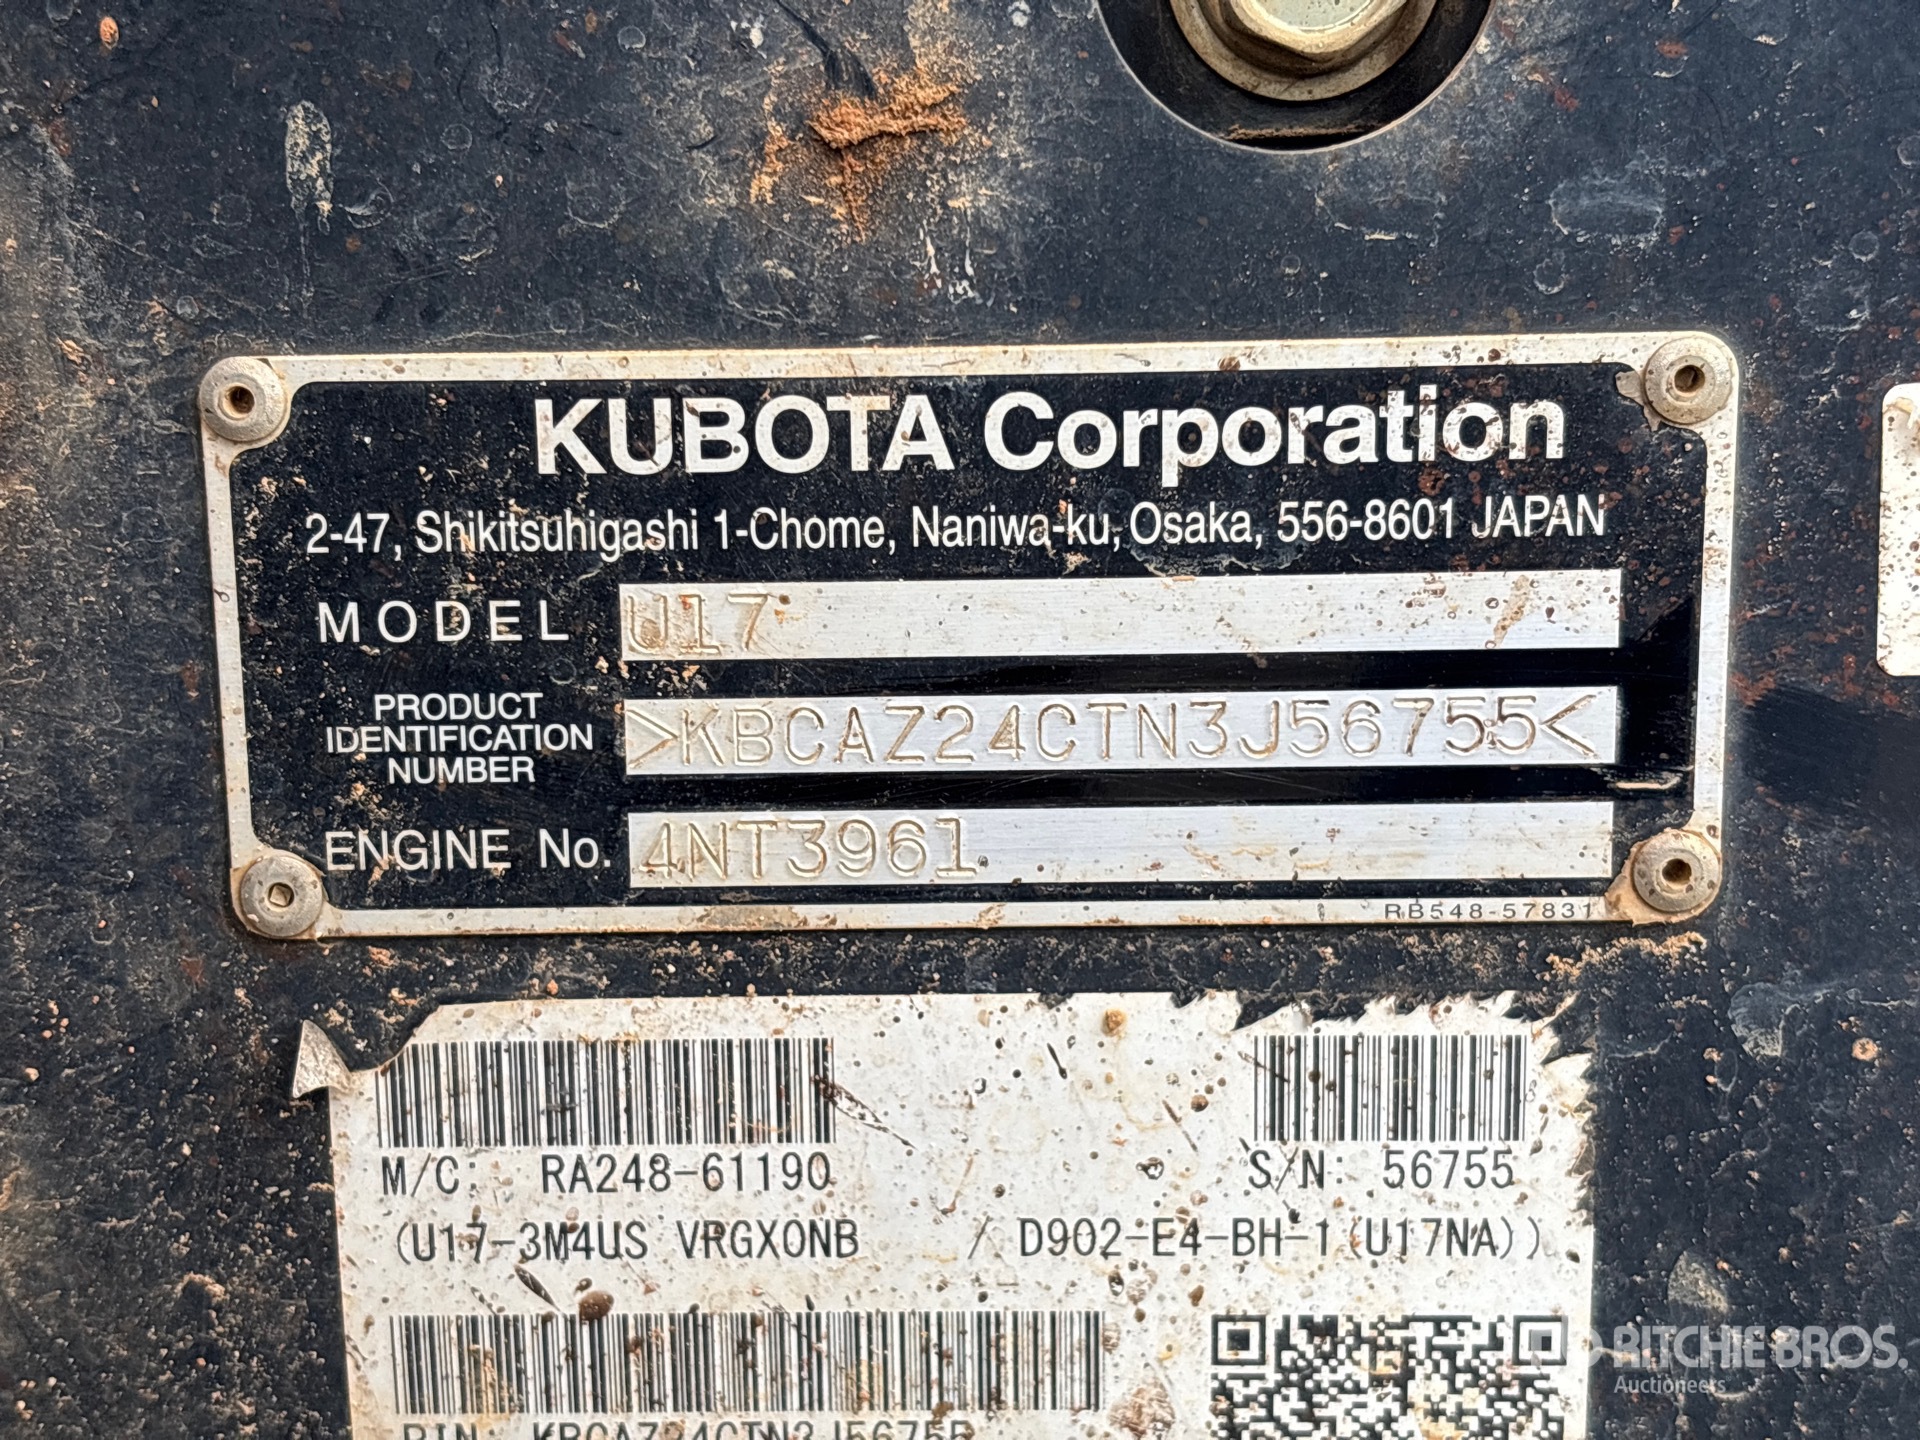 KUBOTA Corporation
2-47, Shikitsuhigashi 1-Chome, Naniwa-ku, Osaka, 556-8601 JAPAN
MODEL U17
PRODUCT
IDENTIFICATION
NUMBER
>KBCAZ24CTN3J56755<
ENGINE No. 4NT3961
RB548-57831
M/C: RA248-61190 S/N: 56755
(U17-3M4US VRGXONB / D902-E4-BH-1(U17NA))
PIN: KBCAZ24CTN3J56755
RITCHIE BROS.
Auctioneers